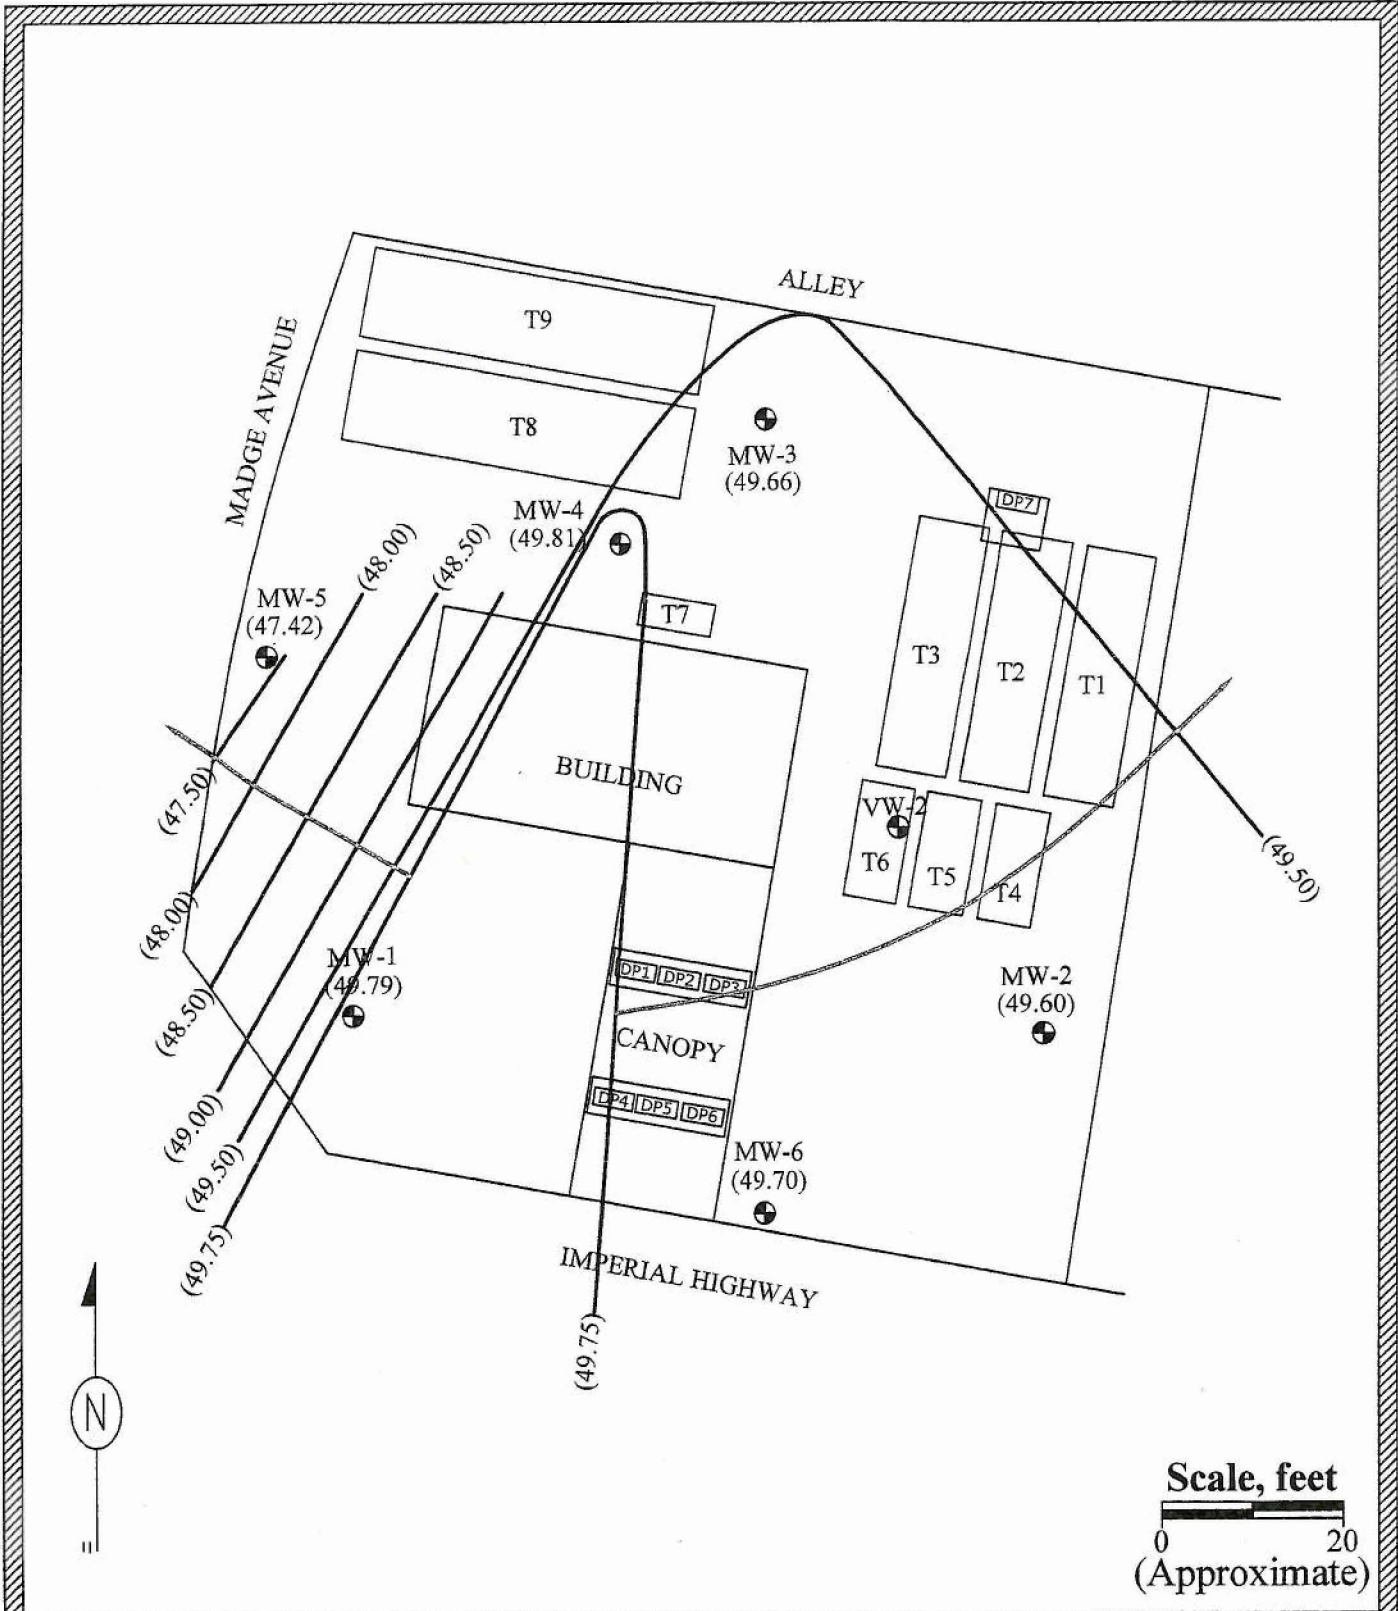 ALLEY
T9
MADGE AVENUE
T8
MW-3
(49.66)
DP7
MW-4
(49.81)
(48.00)
(48.50)
MW-5
(47.42)
T7
T3
T2
T1
BUILDING
(47.50)
VW-2
T6
T5
T4
(49.50)
(48.00)
MW-1
(49.79)
DP1
DP2
DP3
MW-2
(49.60)
(48.50)
CANOPY
DP4
DP5
DP6
(49.00)
(49.50)
MW-6
(49.70)
(49.75)
IMPERIAL HIGHWAY
(49.75)
N
Scale, feet
0 20
(Approximate)